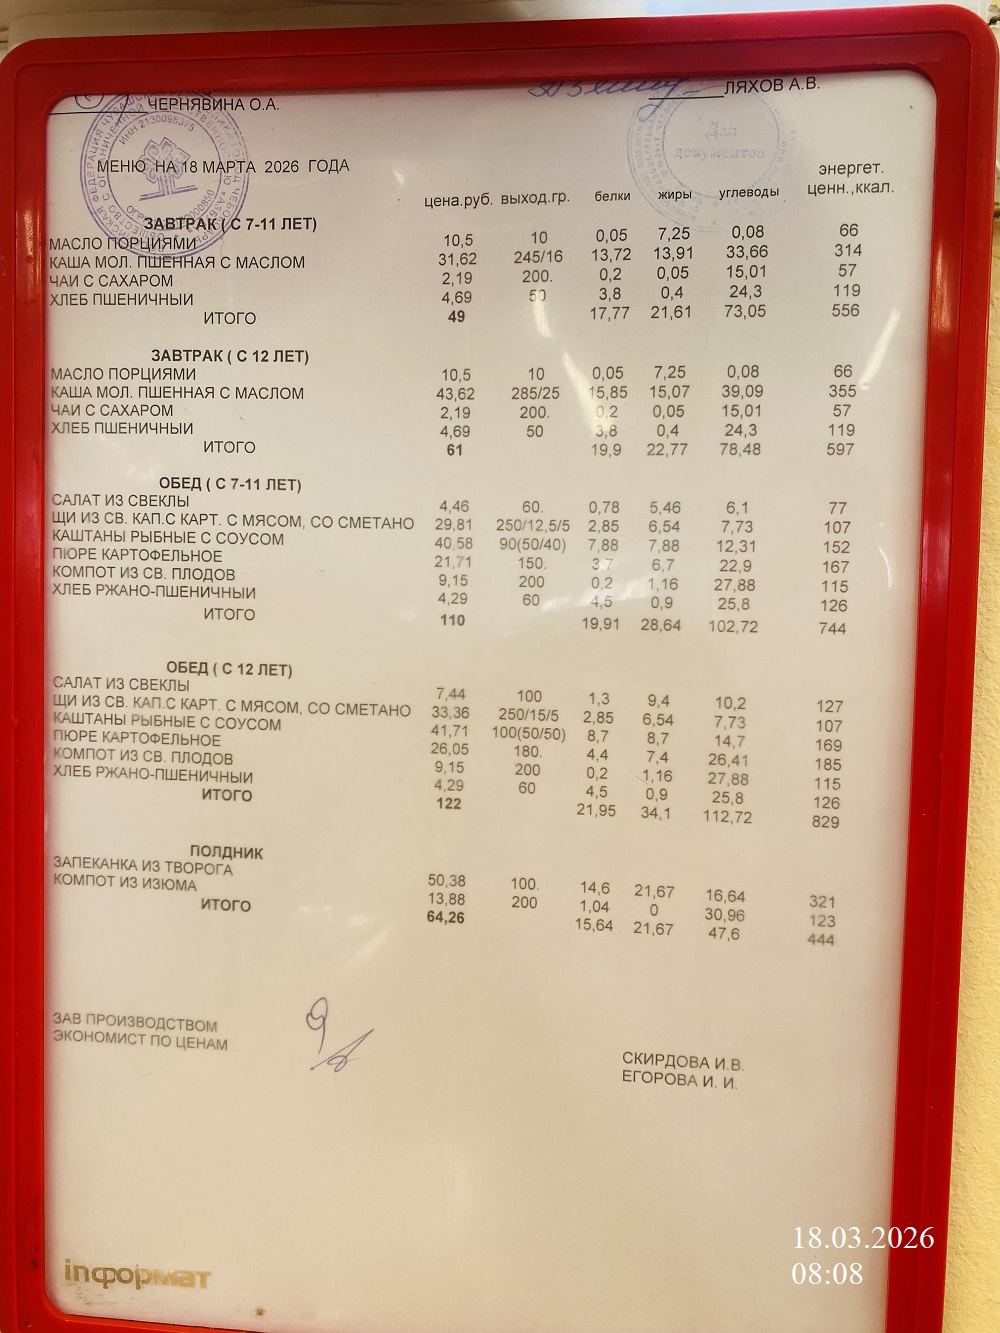 ЧЕРНЯВИНА О.А. ЛЯХОВ А.В.
ИНН 2130098375
Для
документов
МЕНЮ НА 18 МАРТА 2026 ГОДА
цена.руб. выход.гр. белки жиры углеводы энергет. ценн.,ккал.
ЗАВТРАК ( С 7-11 ЛЕТ)
МАСЛО ПОРЦИЯМИ 10,5 10 0,05 7,25 0,08 66
КАША МОЛ. ПШЕННАЯ С МАСЛОМ 31,62 245/16 13,72 13,91 33,66 314
ЧАИ С САХАРОМ 2,19 200. 0,2 0,05 15,01 57
ХЛЕБ ПШЕНИЧНЫИ 4,69 50 3,8 0,4 24,3 119
ИТОГО 49 17,77 21,61 73,05 556
ЗАВТРАК ( С 12 ЛЕТ)
МАСЛО ПОРЦИЯМИ 10,5 10 0,05 7,25 0,08 66
КАША МОЛ. ПШЕННАЯ С МАСЛОМ 43,62 285/25 15,85 15,07 39,09 355
ЧАИ С САХАРОМ 2,19 200. 0,2 0,05 15,01 57
ХЛЕБ ПШЕНИЧНЫИ 4,69 50 3,8 0,4 24,3 119
ИТОГО 61 19,9 22,77 78,48 597
ОБЕД ( С 7-11 ЛЕТ)
САЛАТ ИЗ СВЕКЛЫ 4,46 60. 0,78 5,46 6,1 77
ЩИ ИЗ СВ. КАП.С КАРТ. С МЯСОМ, СО СМЕТАНО 29,81 250/12,5/5 2,85 6,54 7,73 107
КАШТАНЫ РЫБНЫЕ С СОУСОМ 40,58 90(50/40) 7,88 7,88 12,31 152
ПЮРЕ КАРТОФЕЛЬНОЕ 21,71 150. 3,7 6,7 22,9 167
КОМПОТ ИЗ СВ. ПЛОДОВ 9,15 200 0,2 1,16 27,88 115
ХЛЕБ РЖАНО-ПШЕНИЧНЫИ 4,29 60 4,5 0,9 25,8 126
ИТОГО 110 19,91 28,64 102,72 744
ОБЕД ( С 12 ЛЕТ)
САЛАТ ИЗ СВЕКЛЫ 7,44 100 1,3 9,4 10,2 127
ЩИ ИЗ СВ. КАП.С КАРТ. С МЯСОМ, СО СМЕТАНО 33,36 250/15/5 2,85 6,54 7,73 107
КАШТАНЫ РЫБНЫЕ С СОУСОМ 41,71 100(50/50) 8,7 8,7 14,7 169
ПЮРЕ КАРТОФЕЛЬНОЕ 26,05 180. 4,4 7,4 26,41 185
КОМПОТ ИЗ СВ. ПЛОДОВ 9,15 200 0,2 1,16 27,88 115
ХЛЕБ РЖАНО-ПШЕНИЧНЫИ 4,29 60 4,5 0,9 25,8 126
ИТОГО 122 21,95 34,1 112,72 829
ПОЛДНИК
ЗАПЕКАНКА ИЗ ТВОРОГА 50,38 100. 14,6 21,67 16,64 321
КОМПОТ ИЗ ИЗЮМА 13,88 200 1,04 0 30,96 123
ИТОГО 64,26 15,64 21,67 47,6 444
ЗАВ ПРОИЗВОДСТВОМ СКИРДОВА И.В.
ЭКОНОМИСТ ПО ЦЕНАМ ЕГОРОВА И. И.
inформат
18.03.2026
08:08